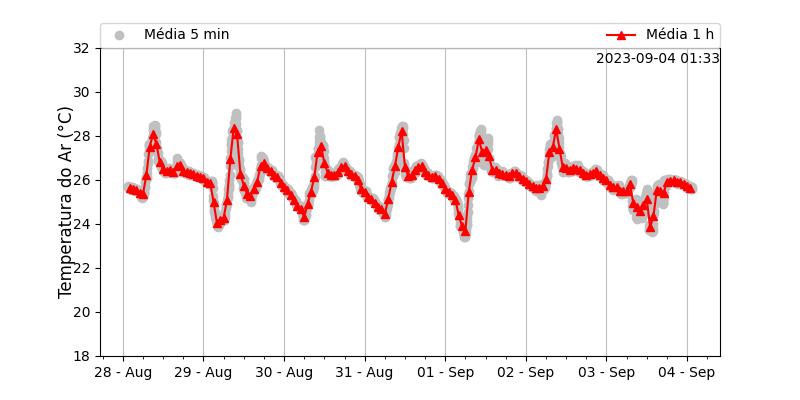 Média 5 min
Média 1 h
2023-09-04 01:33
Temperatura do Ar (°C)
32
30
28
26
24
22
20
18
28 - Aug
29 - Aug
30 - Aug
31 - Aug
01 - Sep
02 - Sep
03 - Sep
04 - Sep